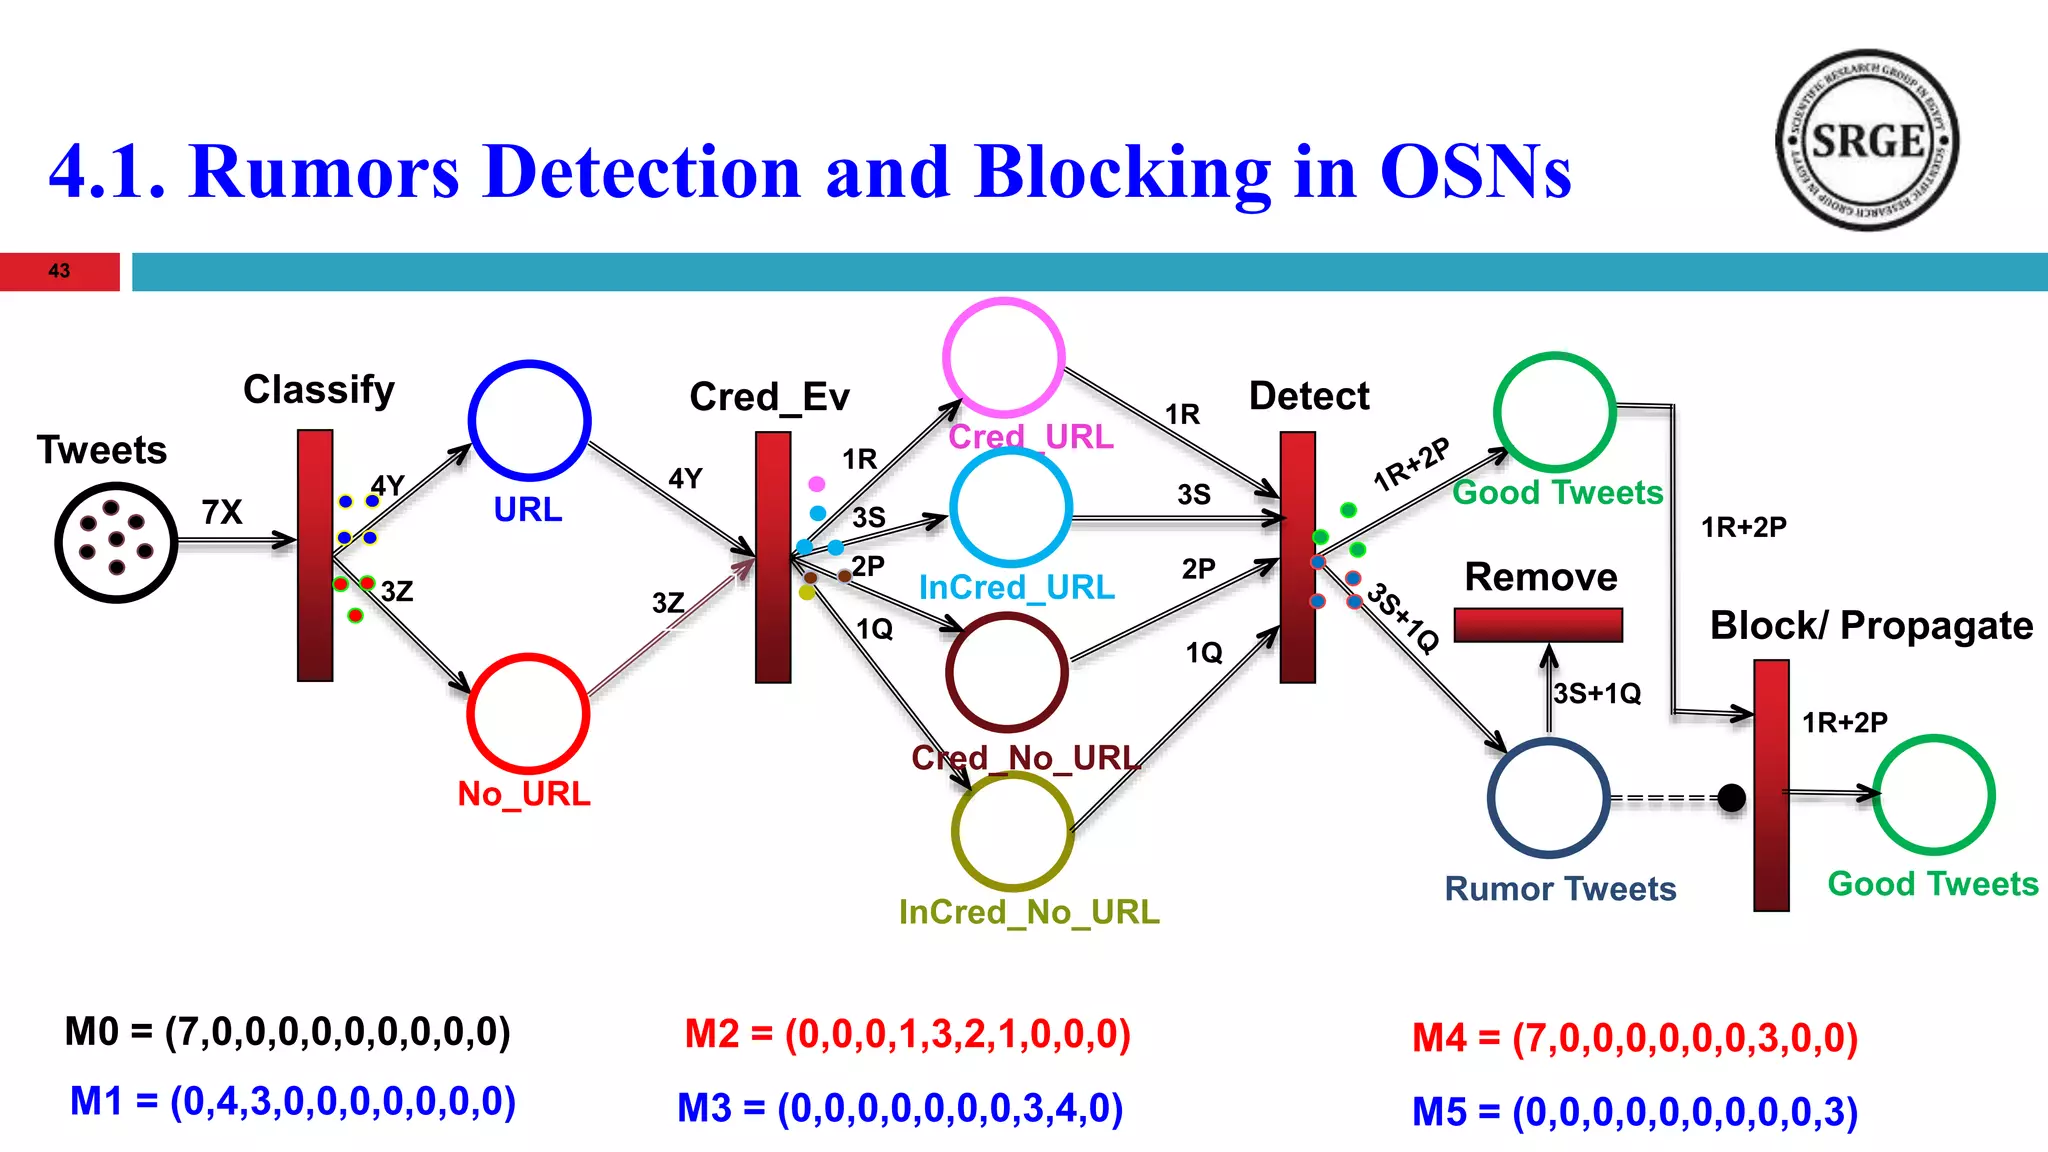 4.1. Rumors Detection and Blocking in OSNs
SCIENTIFIC RESEARCH GROUP IN EGYPT
SRGE
SCIENTIFIC RESEARCH GROUP IN EGYPT
43
Tweets
7X
Classify
4Y
3Z
URL
No_URL
4Y
3Z
Cred_Ev
1R
3S
2P
1Q
Cred_URL
InCred_URL
Cred_No_URL
InCred_No_URL
1R
3S
2P
1Q
Detect
1R+2P
3S+1Q
Good Tweets
Remove
3S+1Q
Rumor Tweets
1R+2P
Block/ Propagate
1R+2P
Good Tweets
M0 = (7,0,0,0,0,0,0,0,0,0)
M1 = (0,4,3,0,0,0,0,0,0,0)
M2 = (0,0,0,1,3,2,1,0,0,0)
M3 = (0,0,0,0,0,0,0,3,4,0)
M4 = (7,0,0,0,0,0,0,3,0,0)
M5 = (0,0,0,0,0,0,0,0,0,3)